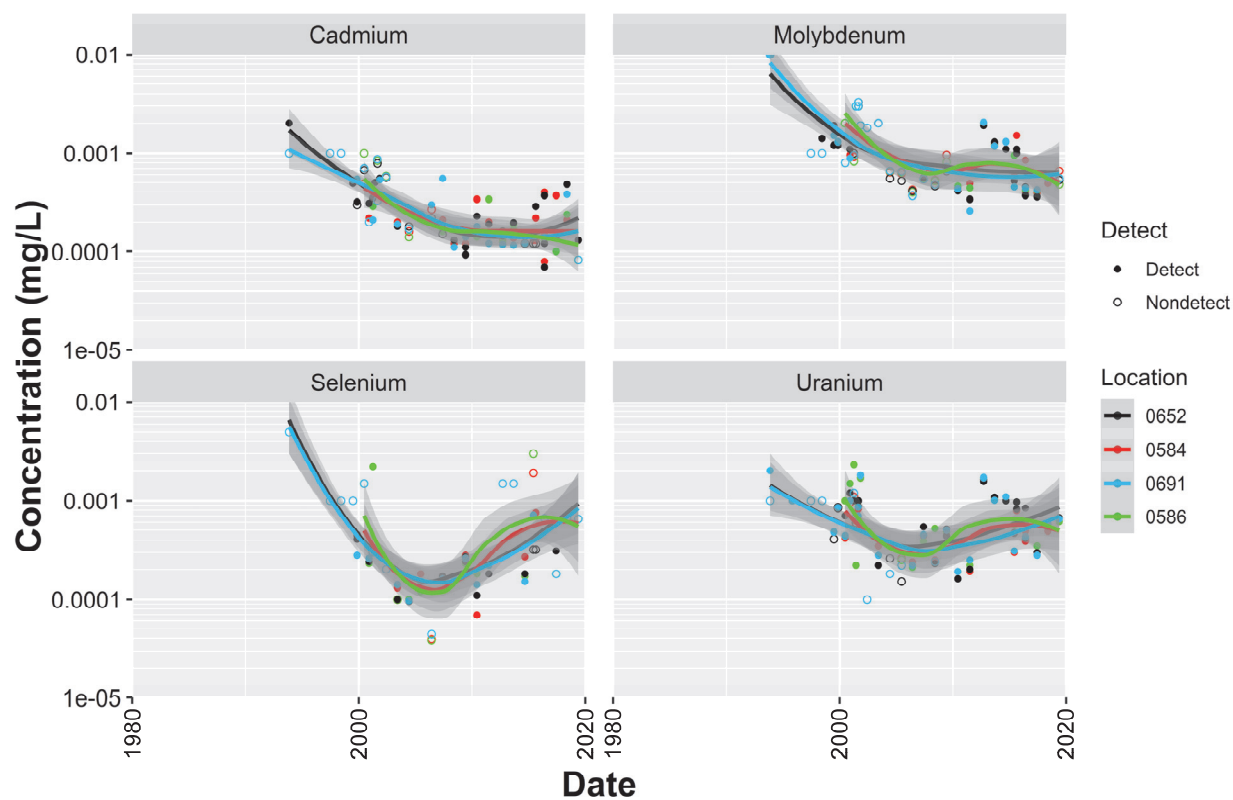 Cadmium
Molybdenum
0.01
0.001
0.0001
1e-05
Selenium
Uranium
0.01
0.001
0.0001
1e-05
1980
2000
2020
1980
2000
2020
Concentration (mg/L)
Date
Detect
Detect
Nondetect
Location
0652
0584
0691
0586